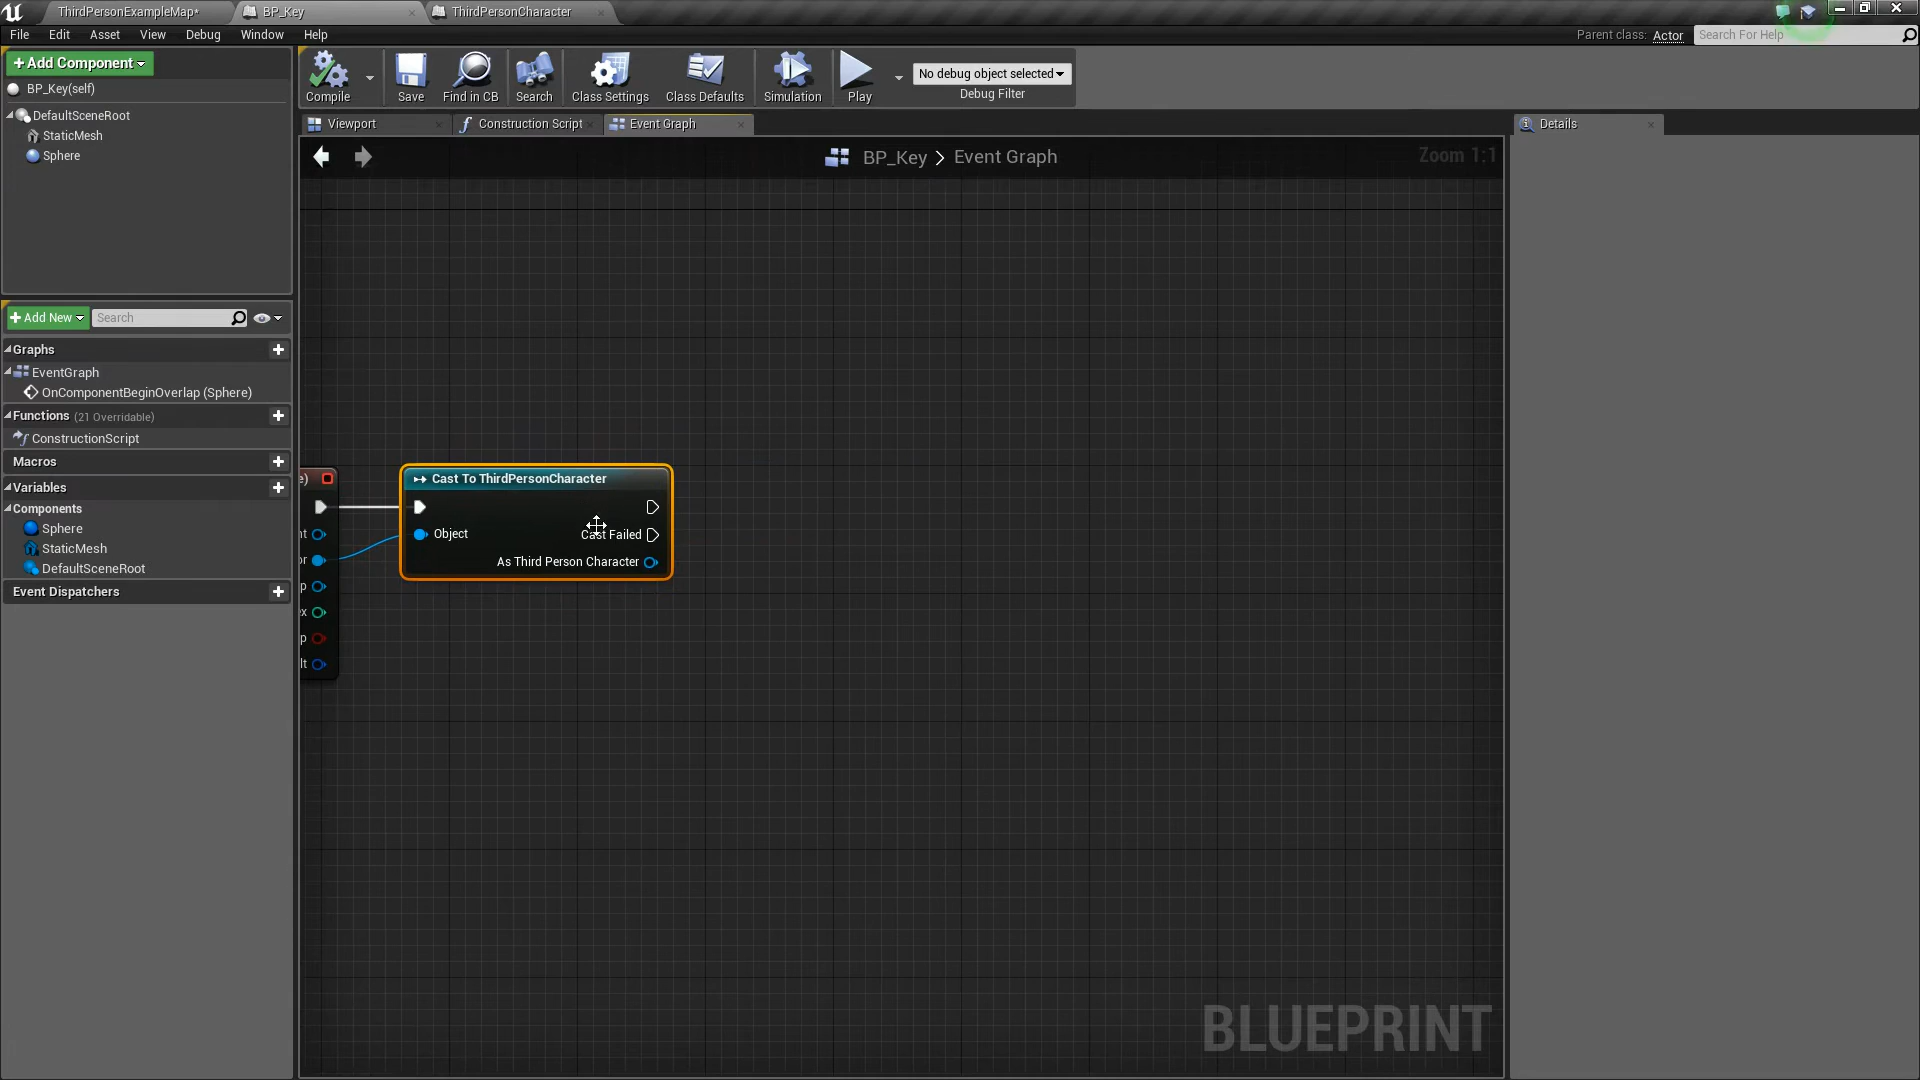 ThirdPersonExampleMap*
BP_Key
ThirdPersonCharacter
File Edit Asset View Debug Window Help
Parent class: Actor
Search For Help
+Add Component
BP_Key(self)
DefaultSceneRoot
StaticMesh
Sphere
Compile
Save
Find in CB
Search
Class Settings
Class Defaults
Simulation
Play
No debug object selected
Debug Filter
Viewport
Construction Script
Event Graph
Details
BP_Key > Event Graph
Zoom 1:1
+Add New
Search
Graphs
EventGraph
OnComponentBeginOverlap (Sphere)
Functions (21 Overridable)
ConstructionScript
Macros
Variables
Components
Sphere
StaticMesh
DefaultSceneRoot
Event Dispatchers
e)
nt
or
p
ex
p
lt
Cast To ThirdPersonCharacter
Object
Cast Failed
As Third Person Character
BLUEPRINT